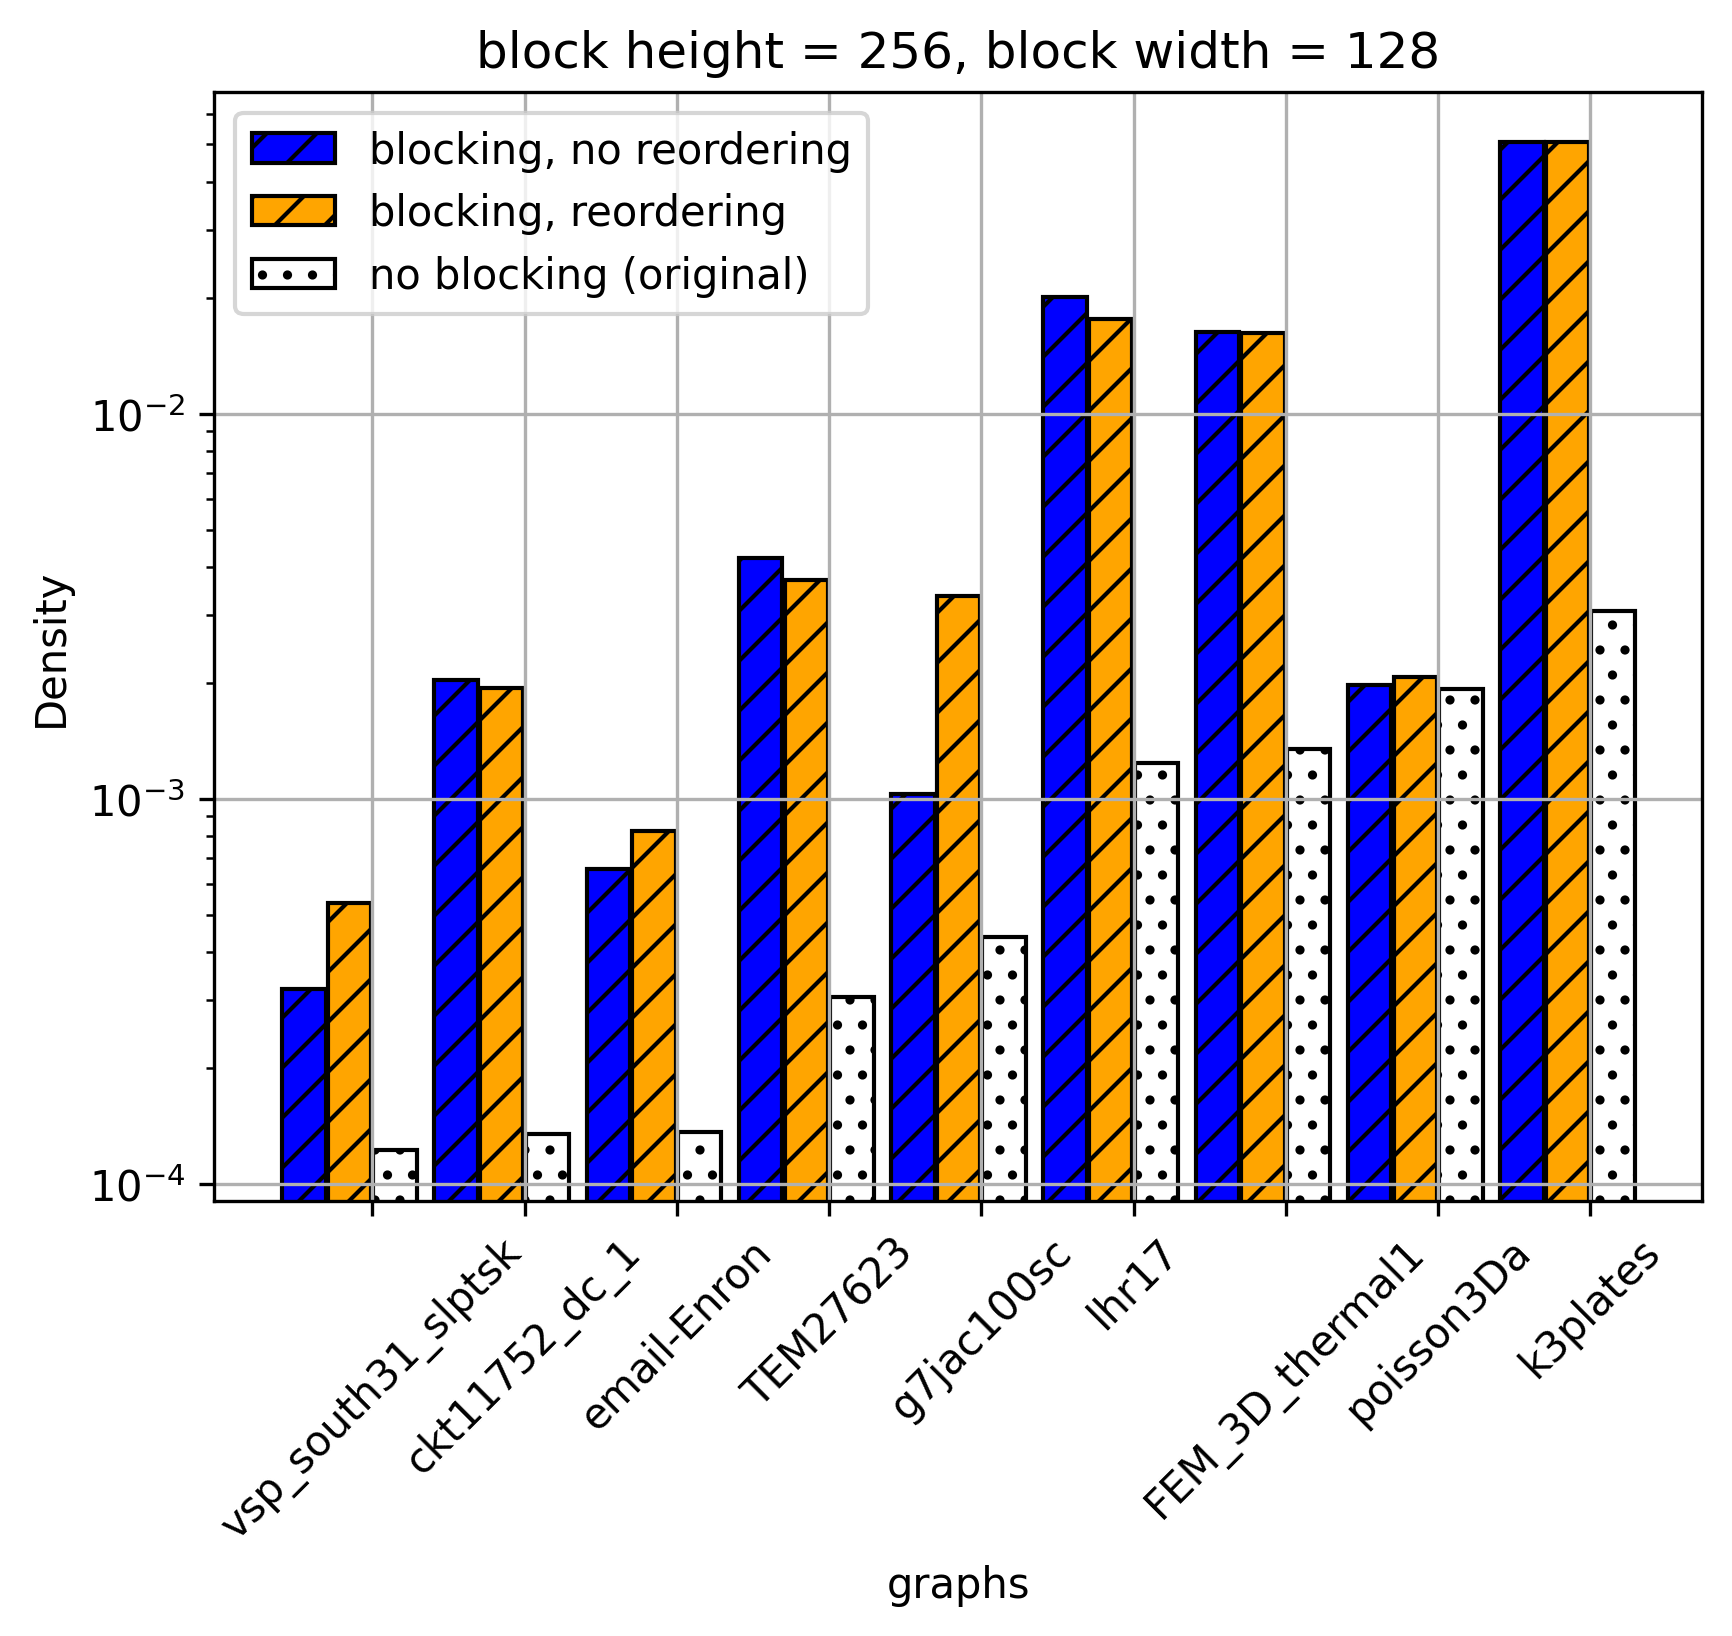 block height = 256, block width = 128
blocking, no reordering
blocking, reordering
no blocking (original)
Density
10⁻²
10⁻³
10⁻⁴
vsp_south31_slptsk
ckt11752_dc_1
email-Enron
TEM27623
g7jac100sc
lhr17
FEM_3D_thermal1
poisson3Da
k3plates
graphs